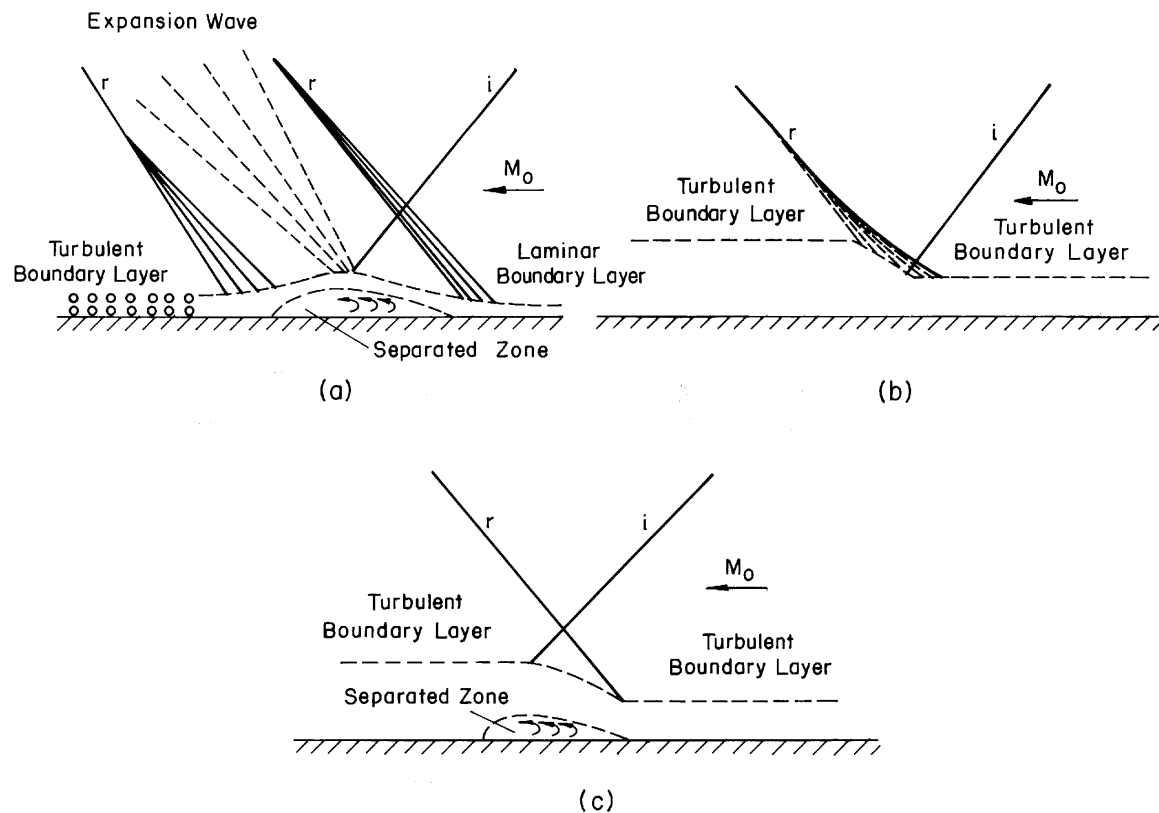 Expansion Wave
r
r
i
M₀
Turbulent
Boundary Layer
Laminar
Boundary Layer
Separated Zone
(a)
r
i
M₀
Turbulent
Boundary Layer
Turbulent
Boundary Layer
(b)
r
i
M₀
Turbulent
Boundary Layer
Turbulent
Boundary Layer
Separated Zone
(c)